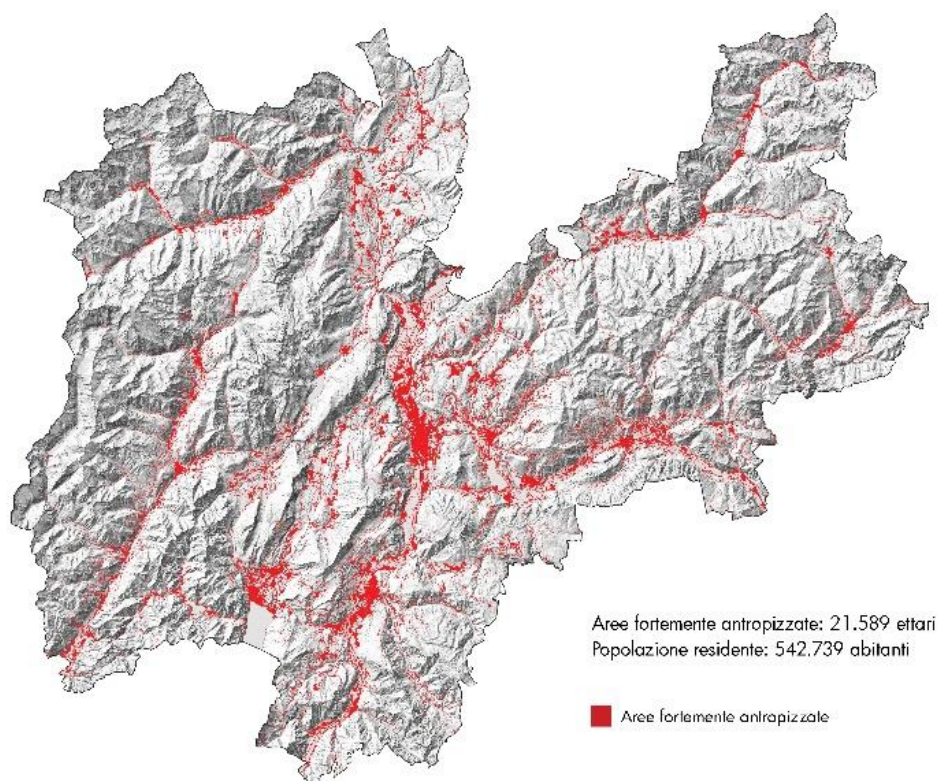 Aree fortemente antropizzate: 21.589 ettari
Popolazione residente: 542.739 abitanti
Aree fortemente antropizzate